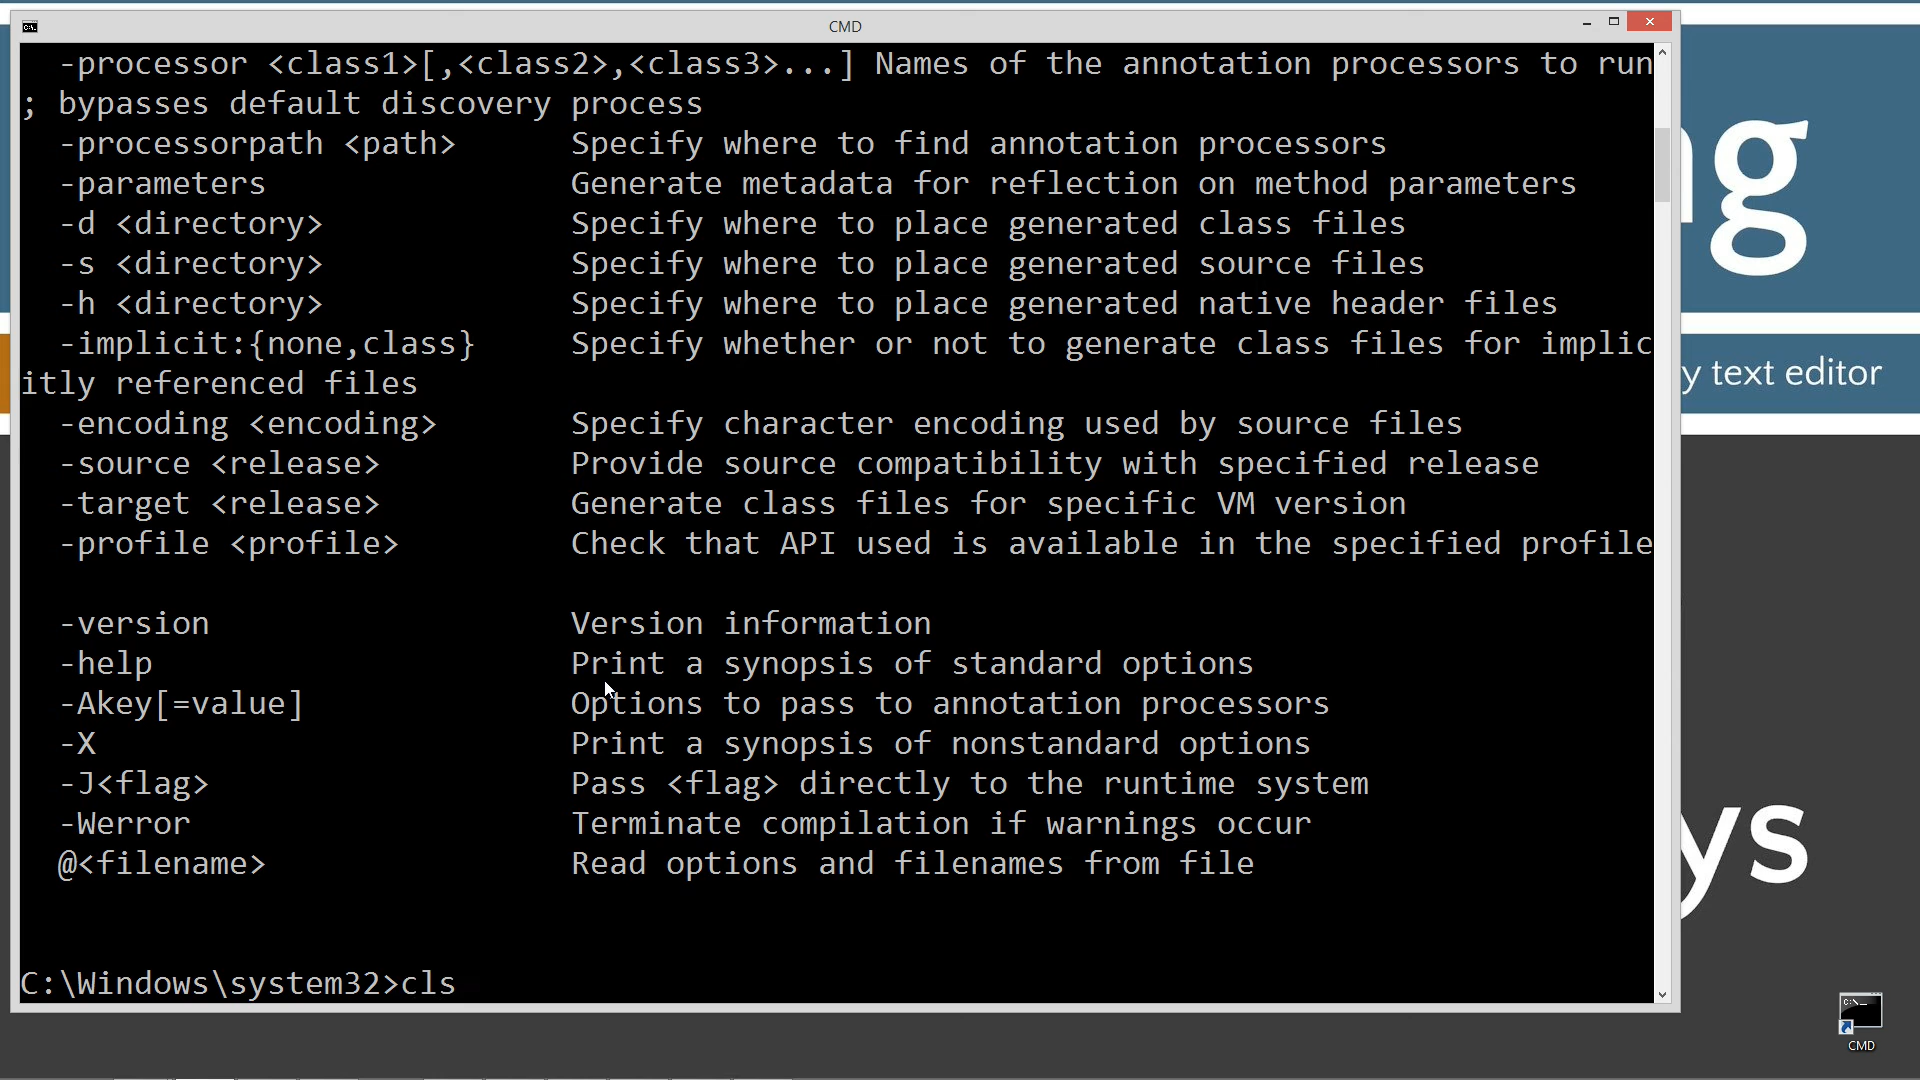 CMD
-processor <class1>[,<class2>,<class3>...] Names of the annotation processors to run
; bypasses default discovery process
-processorpath <path> Specify where to find annotation processors
-parameters Generate metadata for reflection on method parameters
-d <directory> Specify where to place generated class files
-s <directory> Specify where to place generated source files
-h <directory> Specify where to place generated native header files
-implicit:{none,class} Specify whether or not to generate class files for implic
itly referenced files
-encoding <encoding> Specify character encoding used by source files
-source <release> Provide source compatibility with specified release
-target <release> Generate class files for specific VM version
-profile <profile> Check that API used is available in the specified profile
-version Version information
-help Print a synopsis of standard options
-Akey[=value] Options to pass to annotation processors
-X Print a synopsis of nonstandard options
-J<flag> Pass <flag> directly to the runtime system
-Werror Terminate compilation if warnings occur
@<filename> Read options and filenames from file
C:\Windows\system32>cls
g
y text editor
ys
CMD